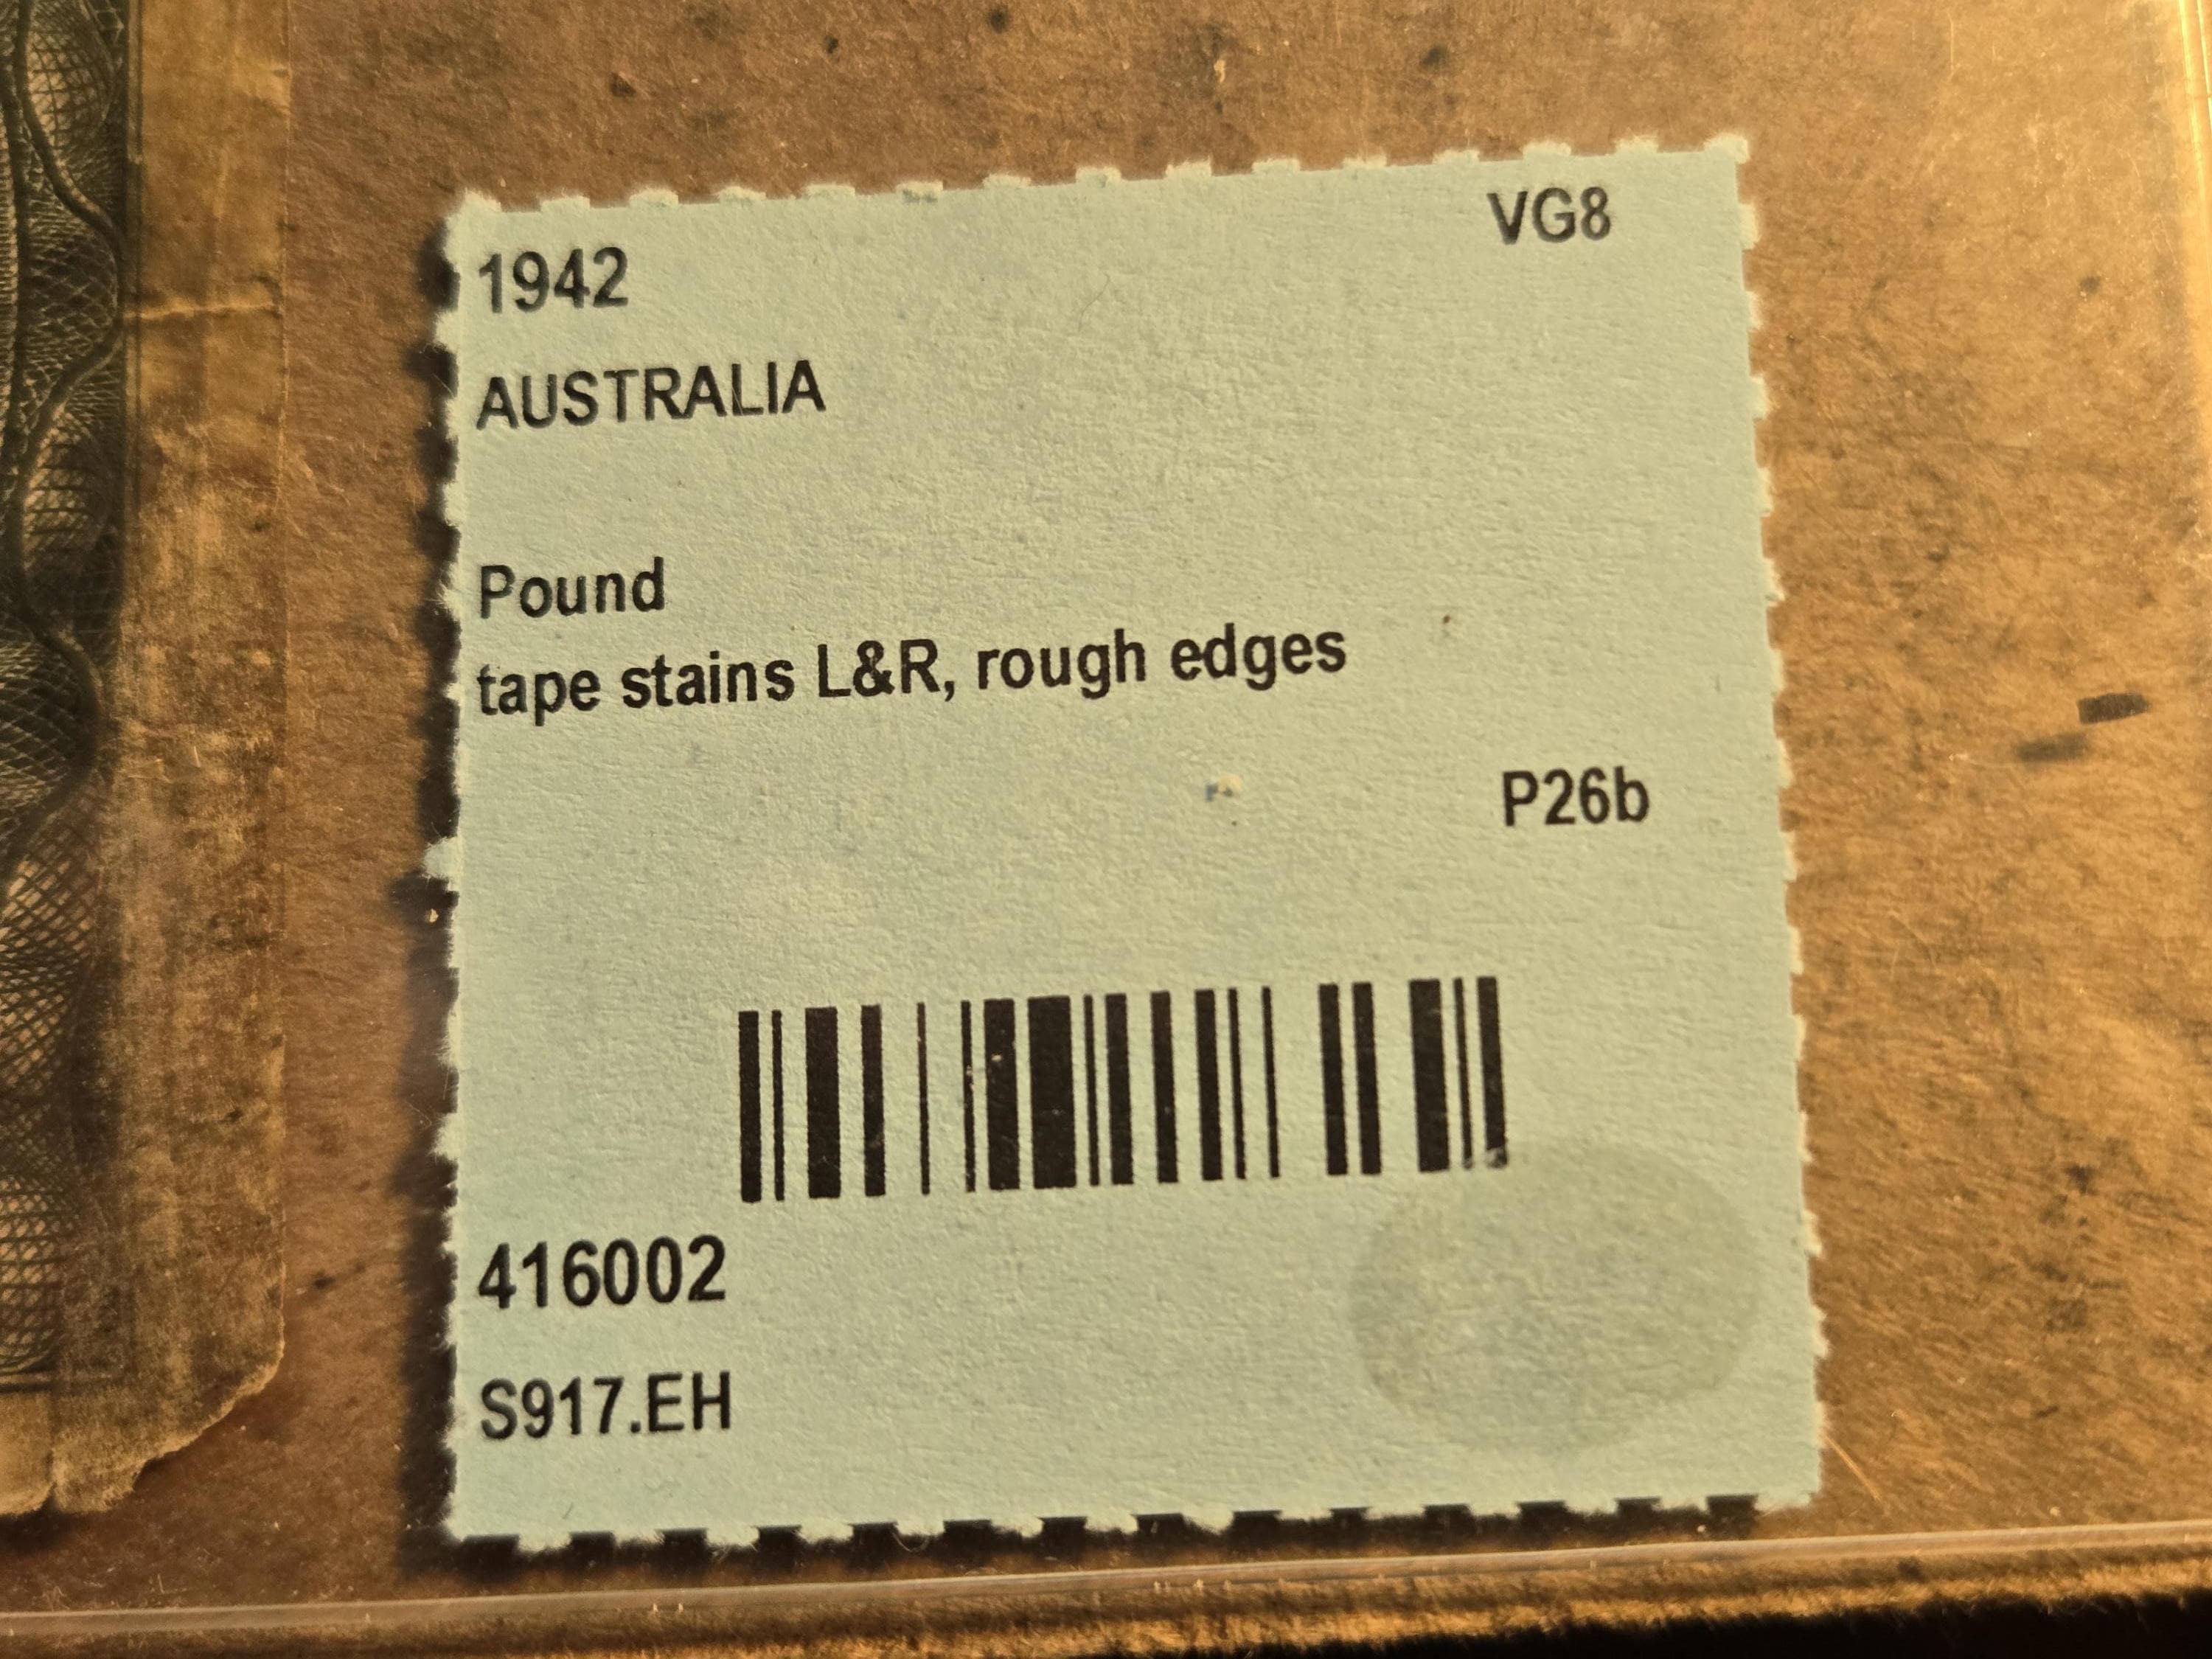 VG8
1942
AUSTRALIA
Pound
tape stains L&R, rough edges
P26b
416002
S917.EH